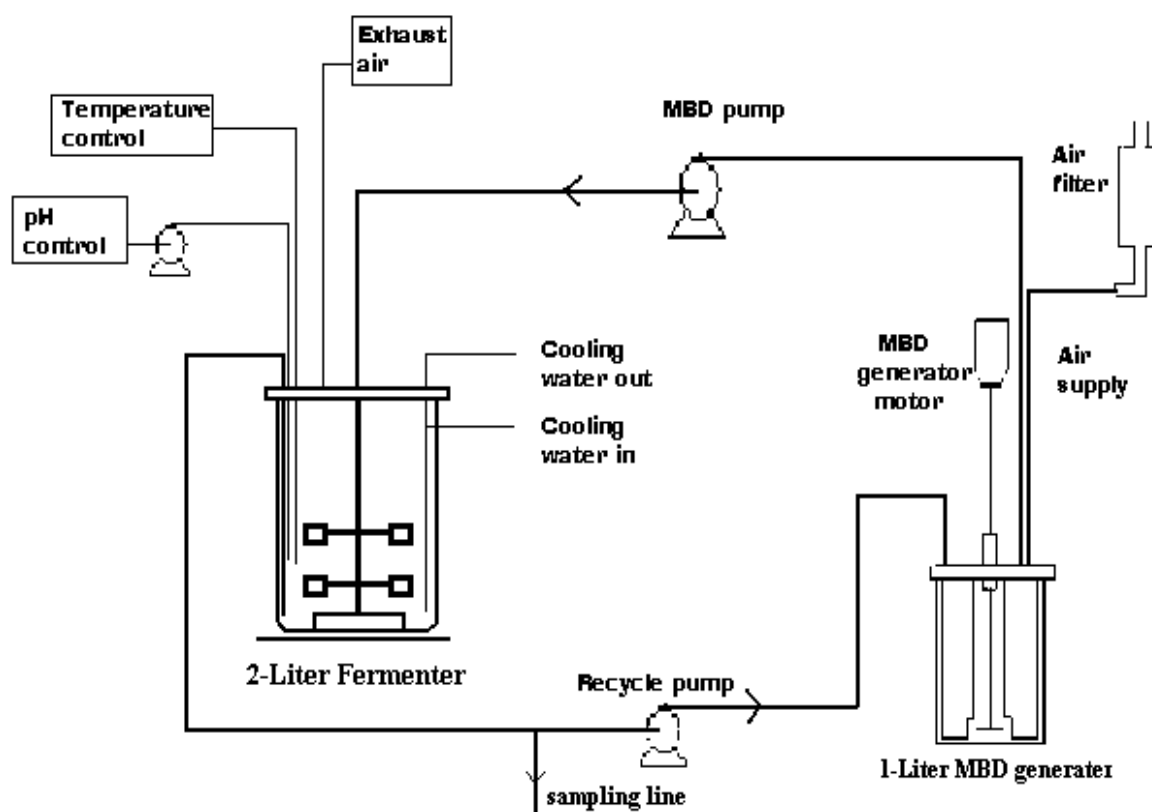 Exhaust
air
Temperature
control
MBD pump
Air
filter
pH
control
Cooling
water out
MBD
generator
motor
Air
supply
Cooling
water in
2-Liter Fermenter
Recycle pump
1-Liter MBD generater
sampling line